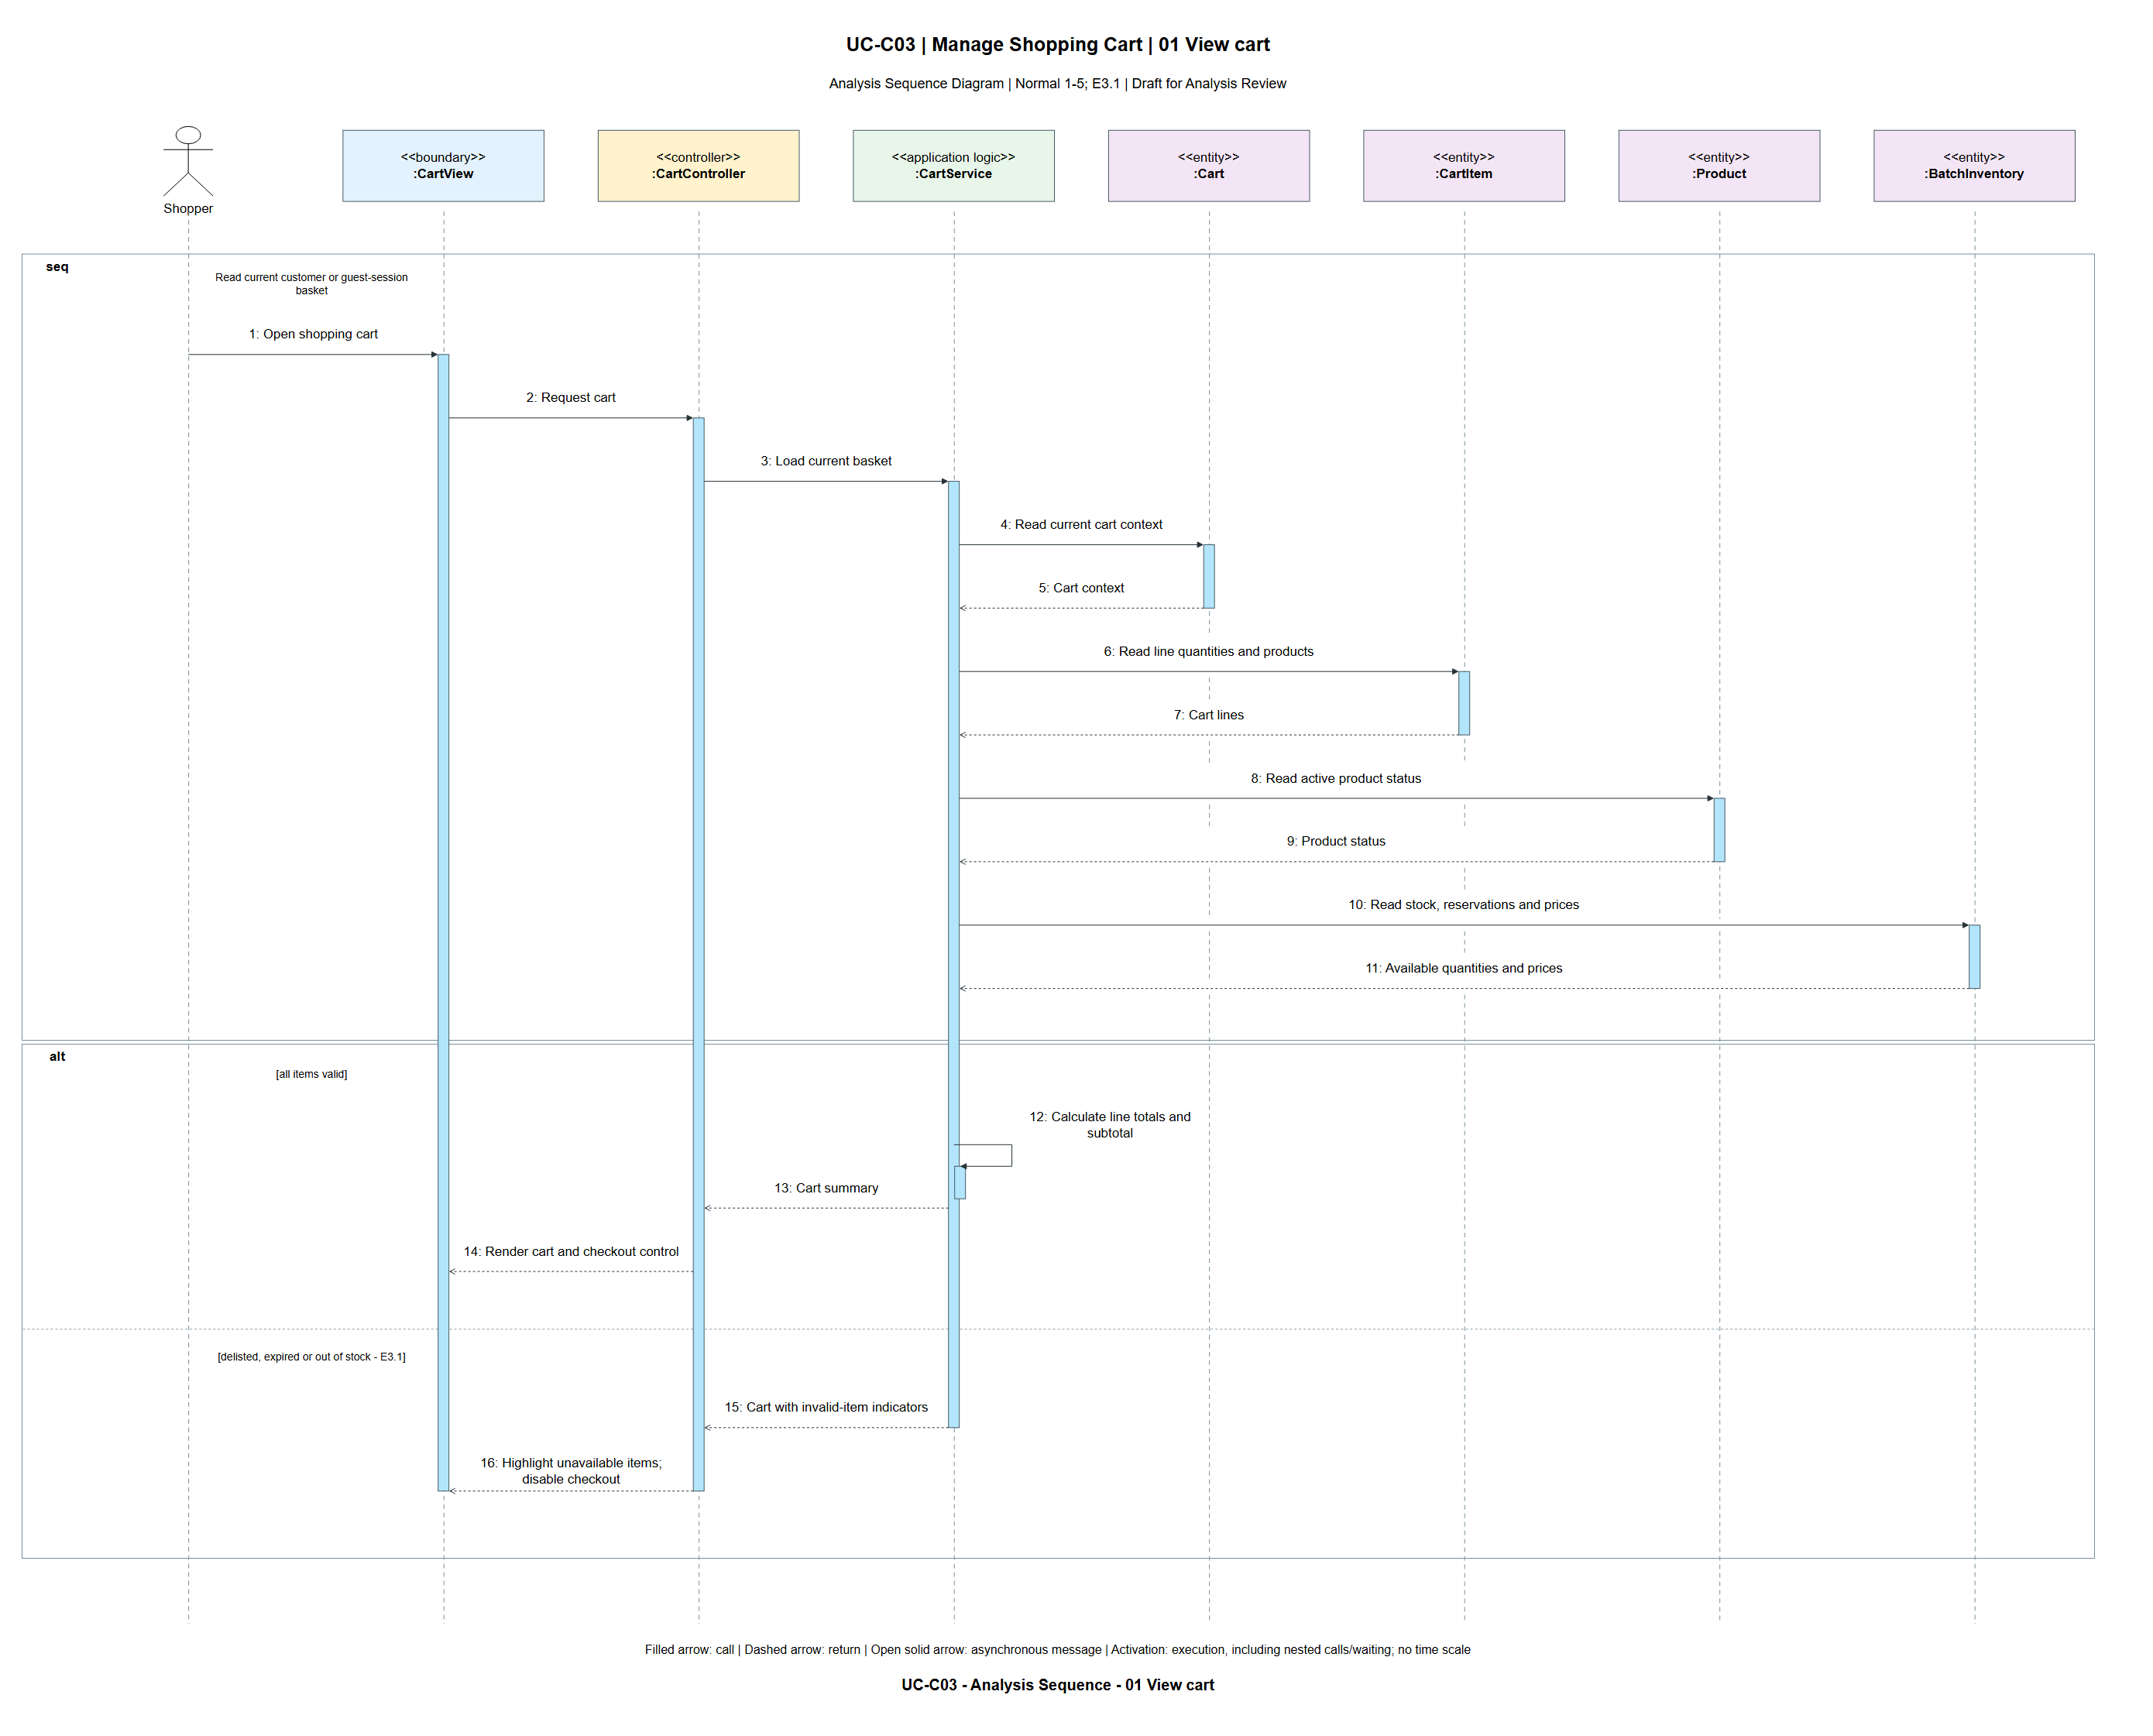 UC-C03 | Manage Shopping Cart | 01 View cart
Analysis Sequence Diagram | Normal 1-5; E3.1 | Draft for Analysis Review
Shopper
<<boundary>>
:CartView
<<controller>>
:CartController
<<application logic>>
:CartService
<<entity>>
:Cart
<<entity>>
:CartItem
<<entity>>
:Product
<<entity>>
:BatchInventory
seq
Read current customer or guest-session
basket
1: Open shopping cart
2: Request cart
3: Load current basket
4: Read current cart context
5: Cart context
6: Read line quantities and products
7: Cart lines
8: Read active product status
9: Product status
10: Read stock, reservations and prices
11: Available quantities and prices
alt
[all items valid]
12: Calculate line totals and
subtotal
13: Cart summary
14: Render cart and checkout control
[delisted, expired or out of stock - E3.1]
15: Cart with invalid-item indicators
16: Highlight unavailable items;
disable checkout
Filled arrow: call | Dashed arrow: return | Open solid arrow: asynchronous message | Activation: execution, including nested calls/waiting; no time scale
UC-C03 - Analysis Sequence - 01 View cart